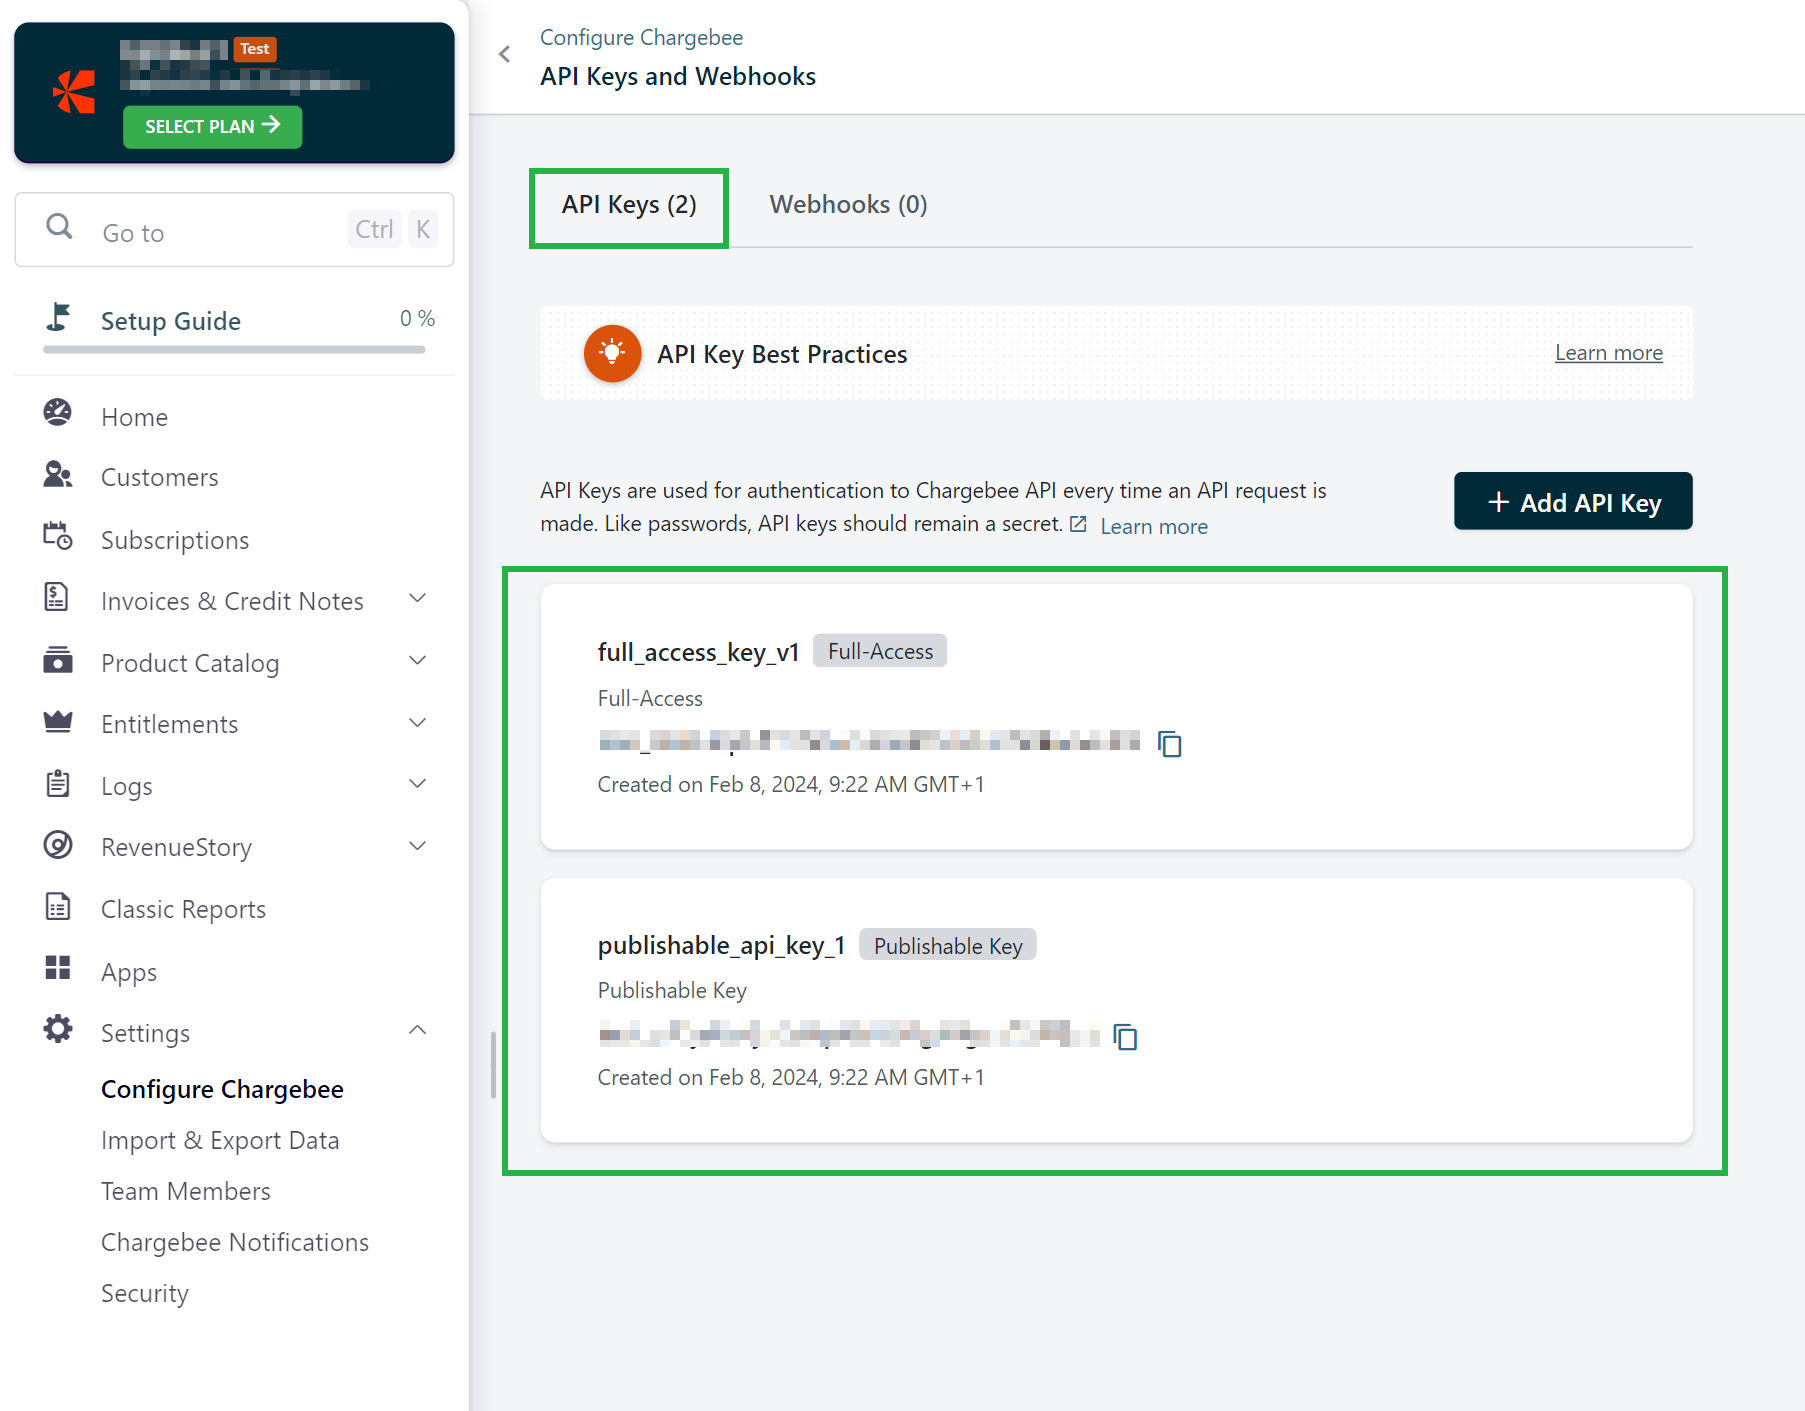 Test
SELECT PLAN
Go to
Ctrl K
Setup Guide 0 %
Home
Customers
Subscriptions
Invoices & Credit Notes
Product Catalog
Entitlements
Logs
RevenueStory
Classic Reports
Apps
Settings
Configure Chargebee
Import & Export Data
Team Members
Chargebee Notifications
Security
Configure Chargebee
API Keys and Webhooks
API Keys (2) Webhooks (0)
API Key Best Practices Learn more
API Keys are used for authentication to Chargebee API every time an API request is
made. Like passwords, API keys should remain a secret. Learn more
+ Add API Key
full_access_key_v1 Full-Access
Full-Access
Created on Feb 8, 2024, 9:22 AM GMT+1
publishable_api_key_1 Publishable Key
Publishable Key
Created on Feb 8, 2024, 9:22 AM GMT+1